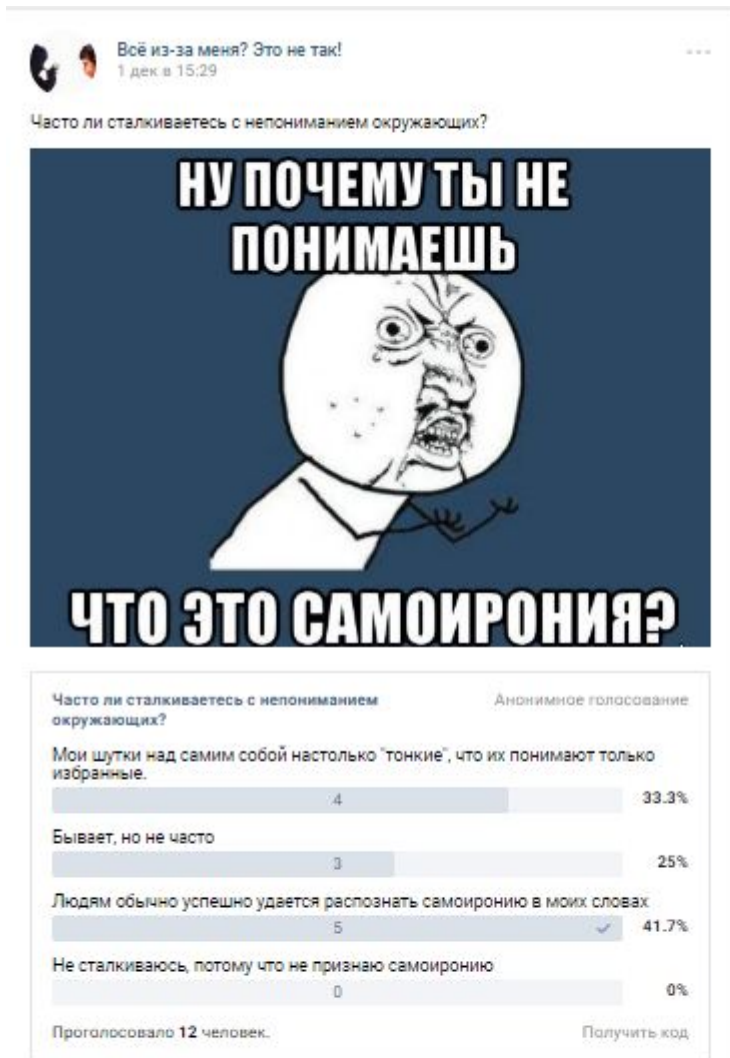 Всё из-за меня? Это не так!
1 дек в 15:29
Часто ли сталкиваетесь с непониманием окружающих?
НУ ПОЧЕМУ ТЫ НЕ
ПОНИМАЕШЬ
ЧТО ЭТО САМОИРОНИЯ?
Часто ли сталкиваетесь с непониманием
окружающих?
Анонимное голосование
Мои шутки над самим собой настолько "тонкие", что их понимают только
избранные.
4 33.3%
Бывает, но не часто
3 25%
Людям обычно успешно удается распознать самоиронию в моих словах
5 41.7%
Не сталкиваюсь, потому что не признаю самоиронию
0 0%
Проголосовало 12 человек.
Получить код